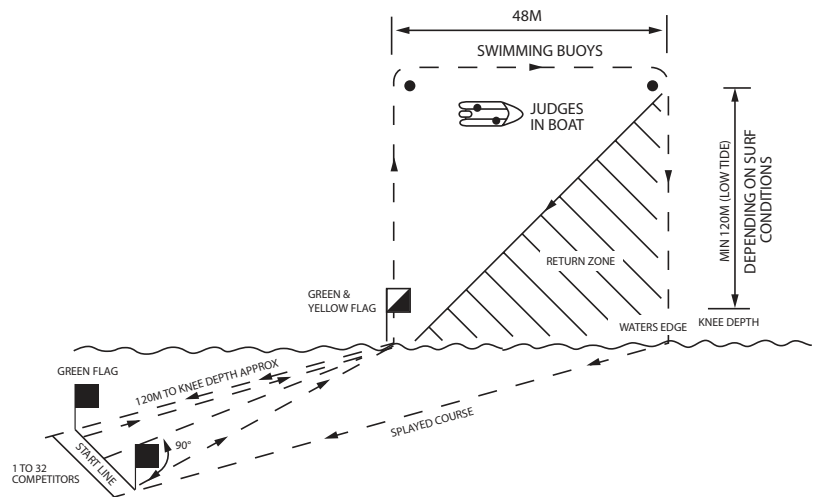 48M
SWIMMING BUOYS
JUDGES
IN BOAT
MIN 120M (LOW TIDE)
DEPENDING ON SURF
CONDITIONS
RETURN ZONE
GREEN &
YELLOW FLAG
WATERS EDGE
KNEE DEPTH
GREEN FLAG
120M TO KNEE DEPTH APPROX
SPLAYED COURSE
90°
START LINE
1 TO 32
COMPETITORS